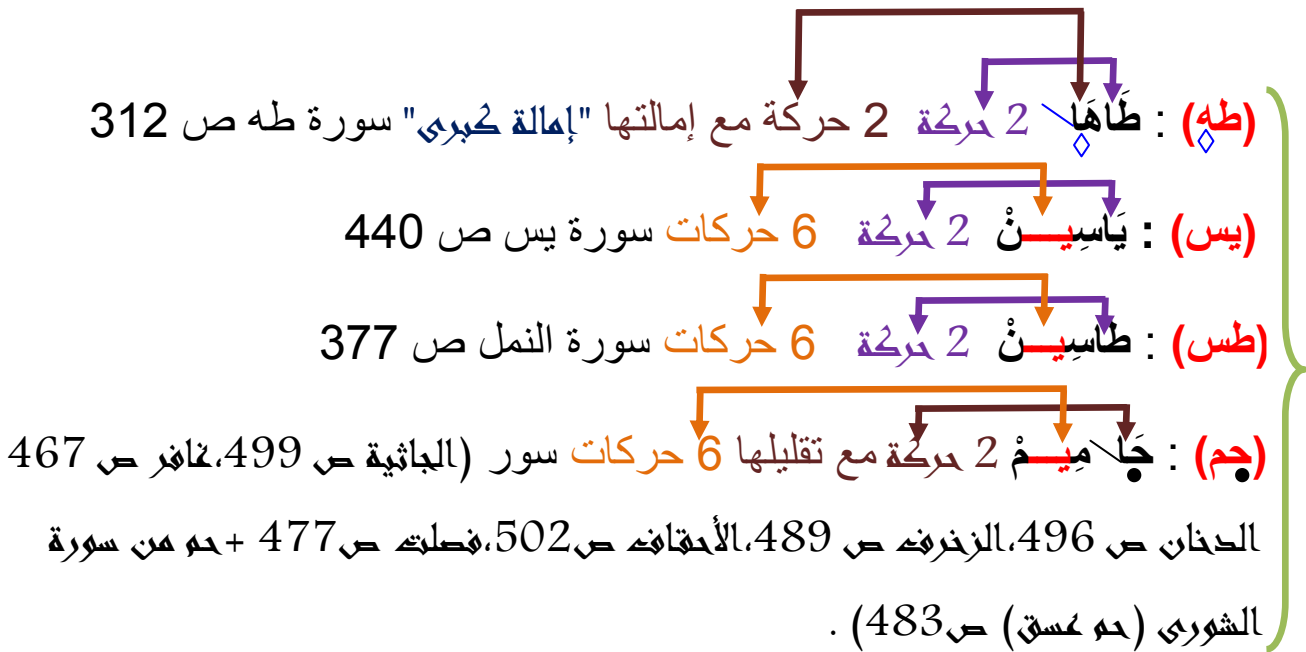 (طه) : طَاهَا 2 حركة 2 حركة مع إمالتها "إمالة كبرى" سورة طه ص 312
(يس) : يَاسِيــنْ 2 حركة 6 حركات سورة يس ص 440
(طس) : طَاسِيــنْ 2 حركة 6 حركات سورة النمل ص 377
(حم) : حَا مِيــمْ 2 حركة مع تقليلها 6 حركات سور (الجاثية ص 499،غافر ص 467
الدخان ص 496،الزخرف ص 489،الأحقاف ص502،فصلت ص477 +حم من سورة
الشورى (حم عسق) ص483) .